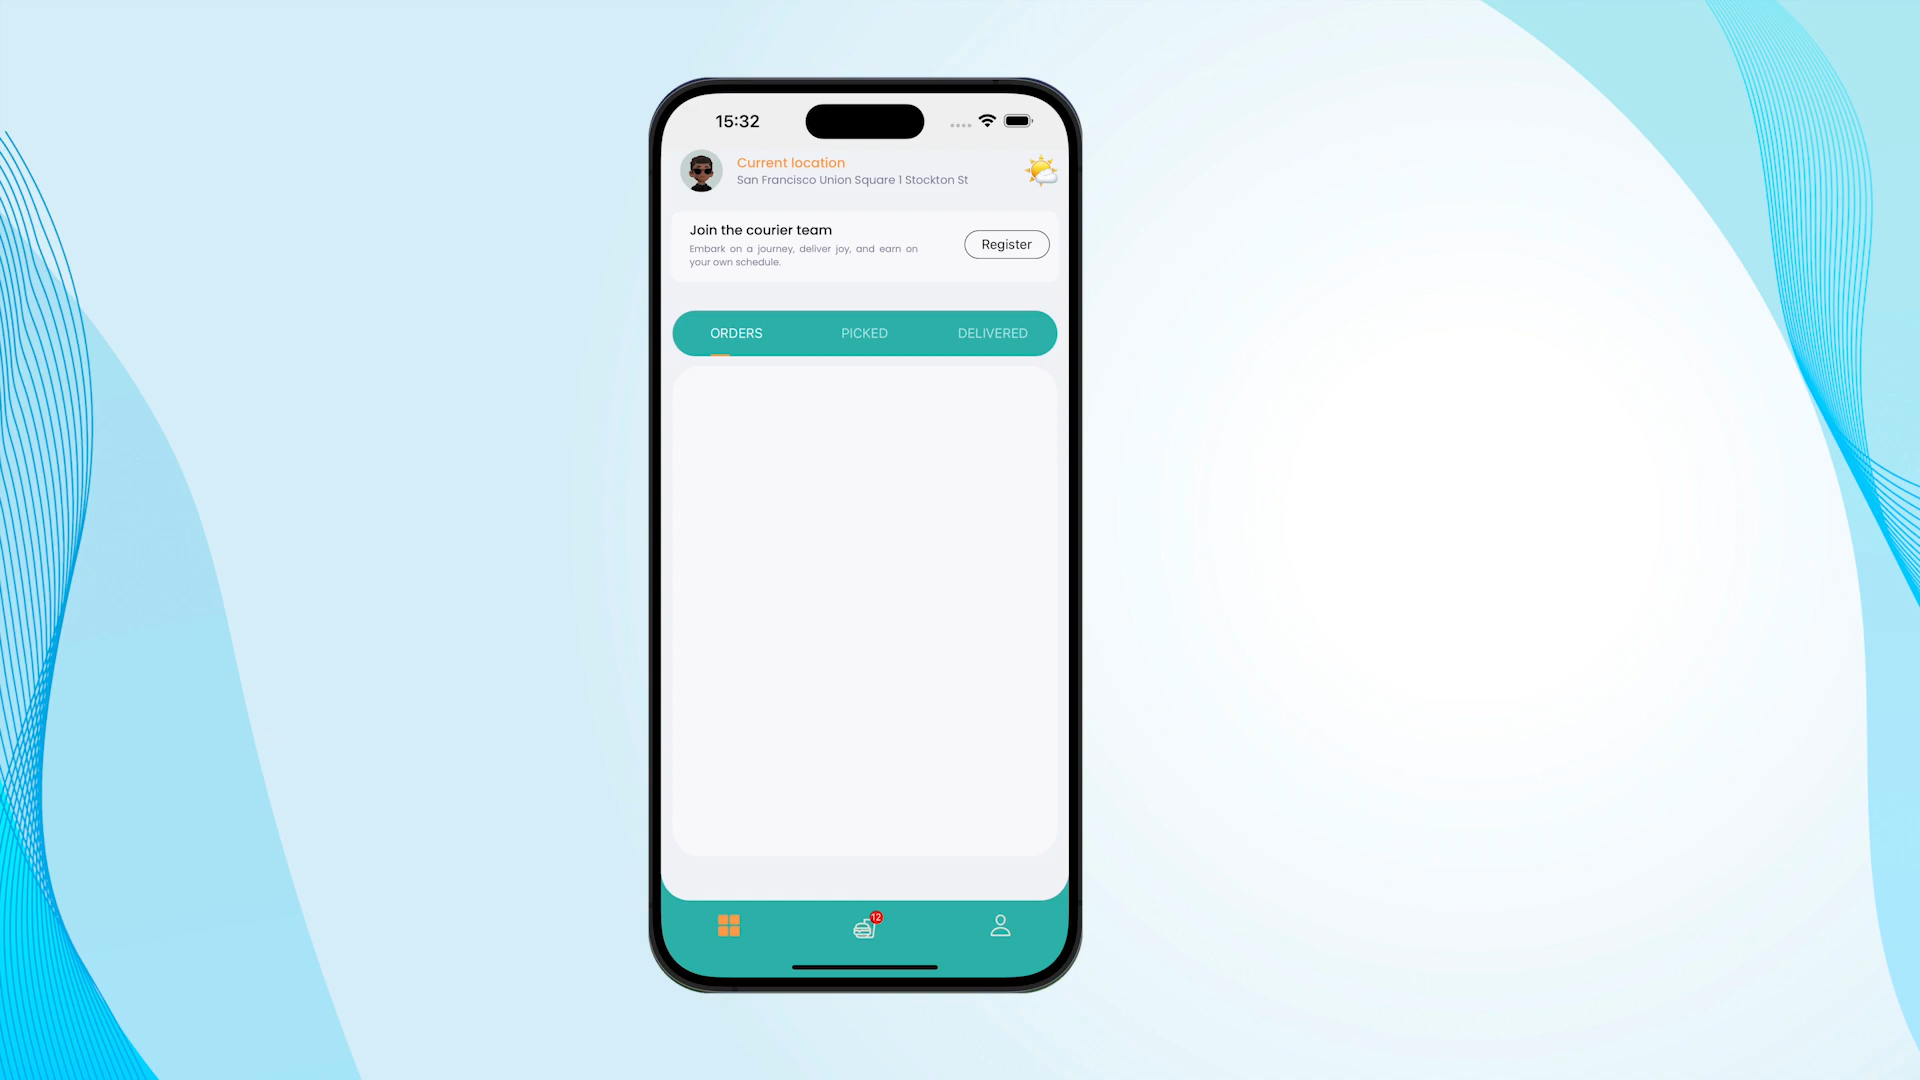 15:32
Current location
San Francisco Union Square 1 Stockton St
Join the courier team
Embark on a journey, deliver joy, and earn on
your own schedule.
Register
ORDERS
PICKED
DELIVERED
12